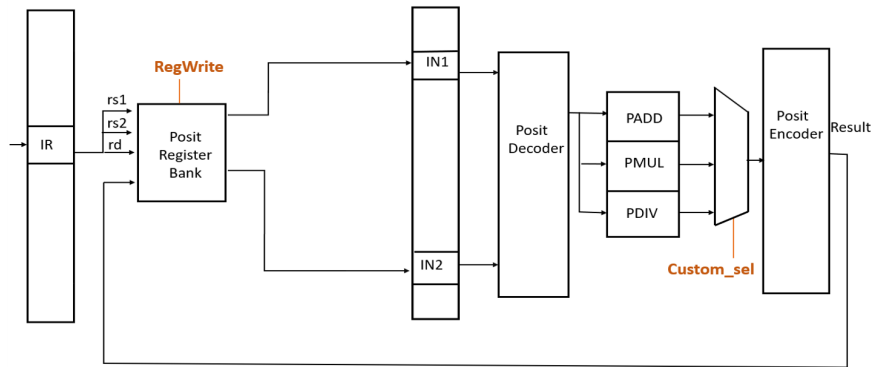 RegWrite
IR
rs1
rs2
rd
Posit
Register
Bank
IN1
IN2
Posit
Decoder
PADD
PMUL
PDIV
Custom_sel
Posit
Encoder
Result